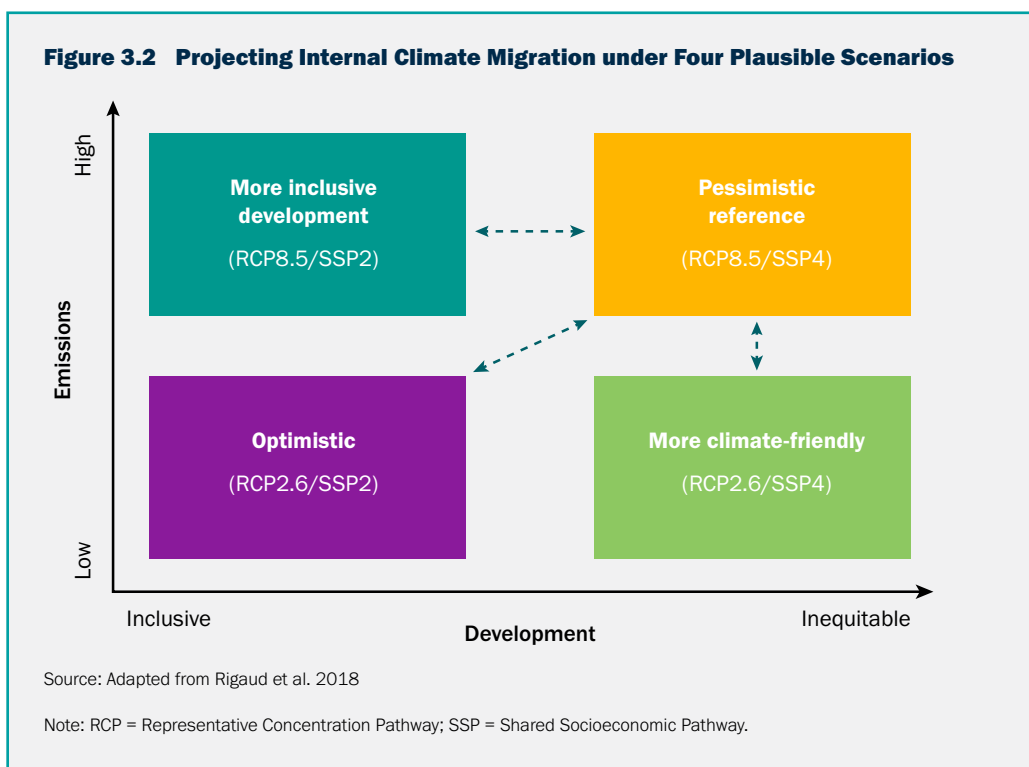 Figure 3.2 Projecting Internal Climate Migration under Four Plausible Scenarios
High
Emissions
Low
More inclusive
development
(RCP8.5/SSP2)
Pessimistic
reference
(RCP8.5/SSP4)
Optimistic
(RCP2.6/SSP2)
More climate-friendly
(RCP2.6/SSP4)
Inclusive
Development
Inequitable
Source: Adapted from Rigaud et al. 2018
Note: RCP = Representative Concentration Pathway; SSP = Shared Socioeconomic Pathway.